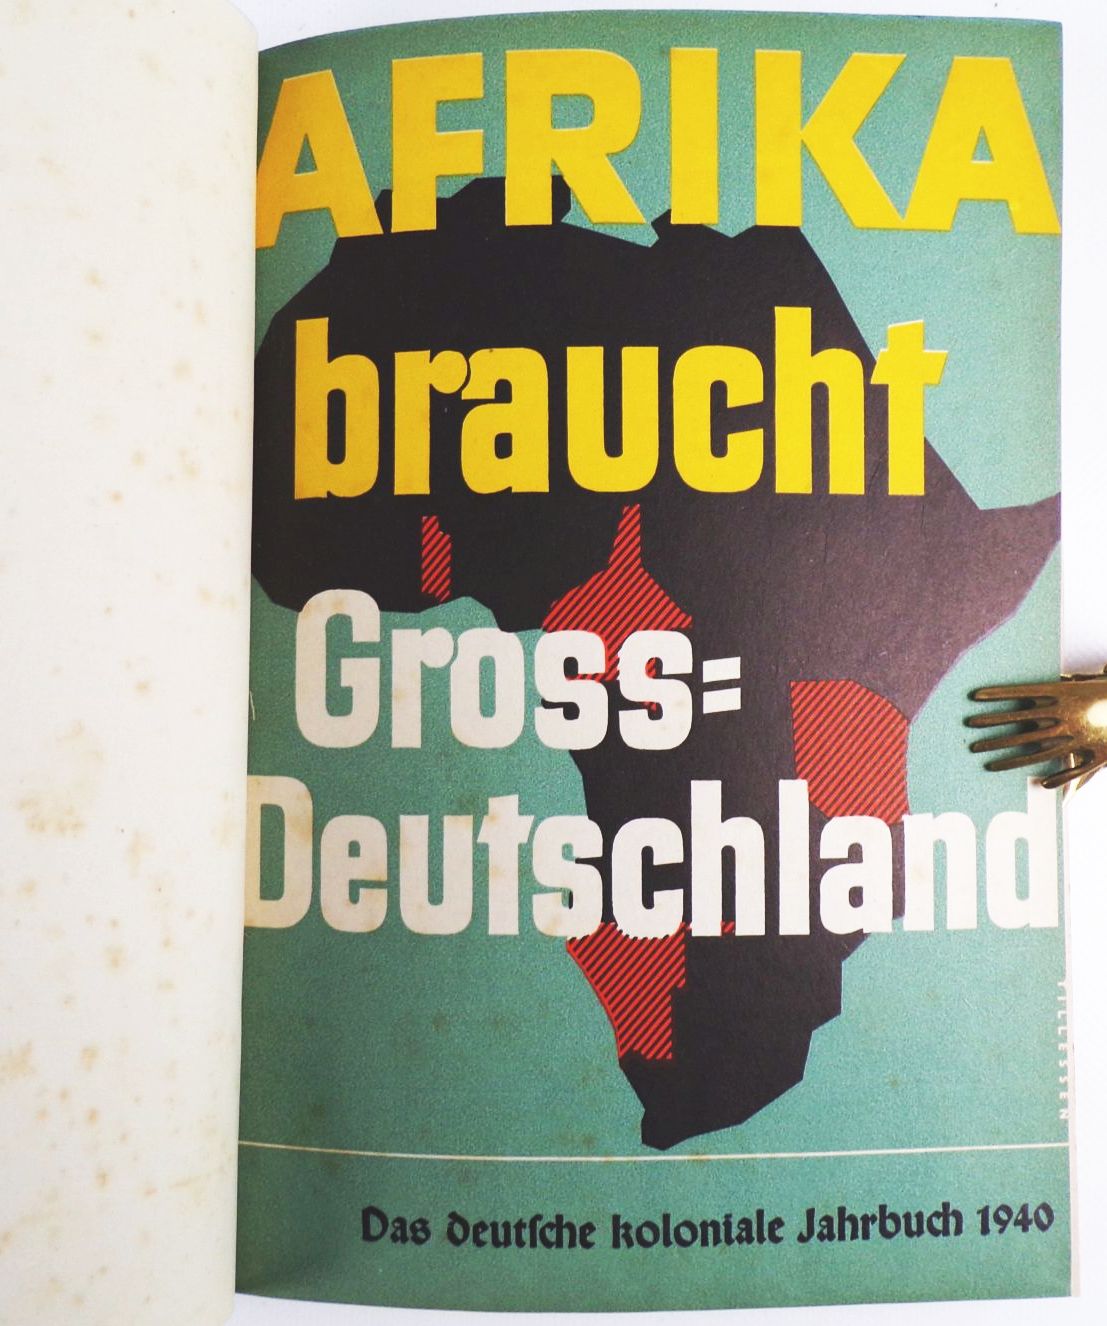 AFRIKA
braucht
Gross=
Deutschland
Das deutſche koloniale Jahrbuch 1940